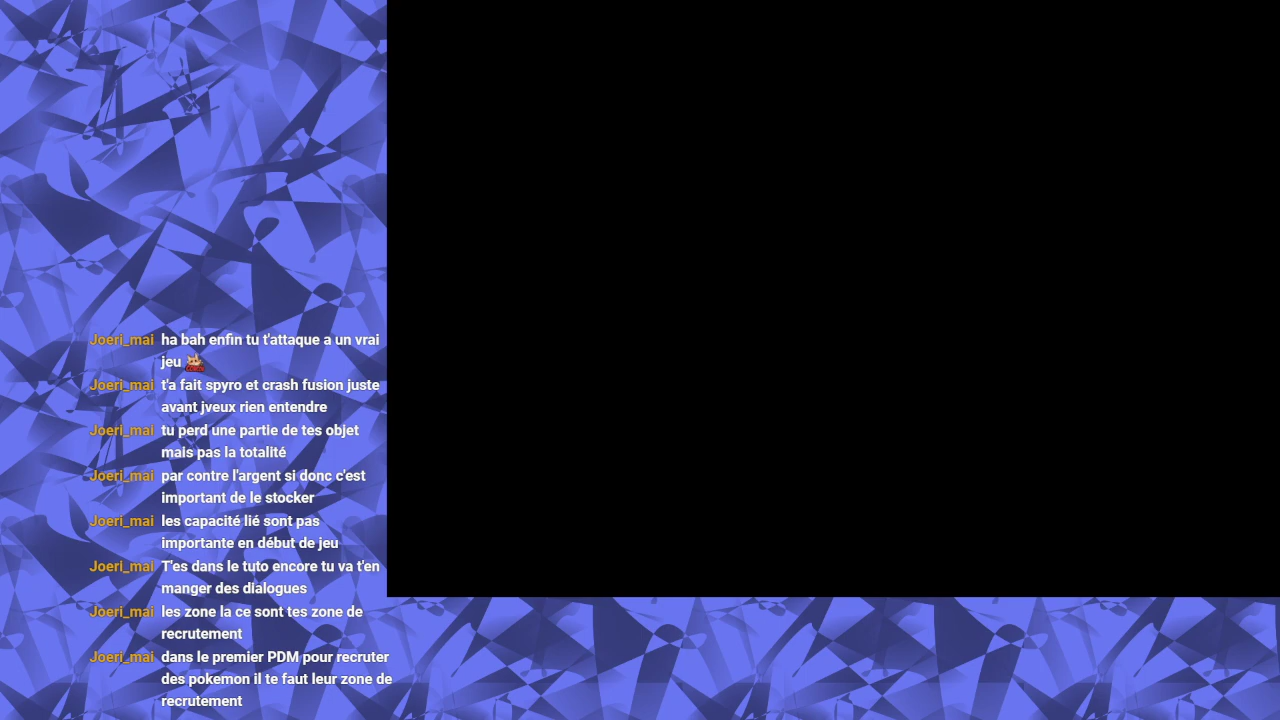 Joeri_mai ha bah enfin tu t'attaque a un vrai
jeu
Joeri_mai t'a fait spyro et crash fusion juste
avant jveux rien entendre
Joeri_mai tu perd une partie de tes objet
mais pas la totalité
Joeri_mai par contre l'argent si donc c'est
important de le stocker
Joeri_mai les capacité lié sont pas
importante en début de jeu
Joeri_mai T'es dans le tuto encore tu va t'en
manger des dialogues
Joeri_mai les zone la ce sont tes zone de
recrutement
Joeri_mai dans le premier PDM pour recruter
des pokemon il te faut leur zone de
recrutement